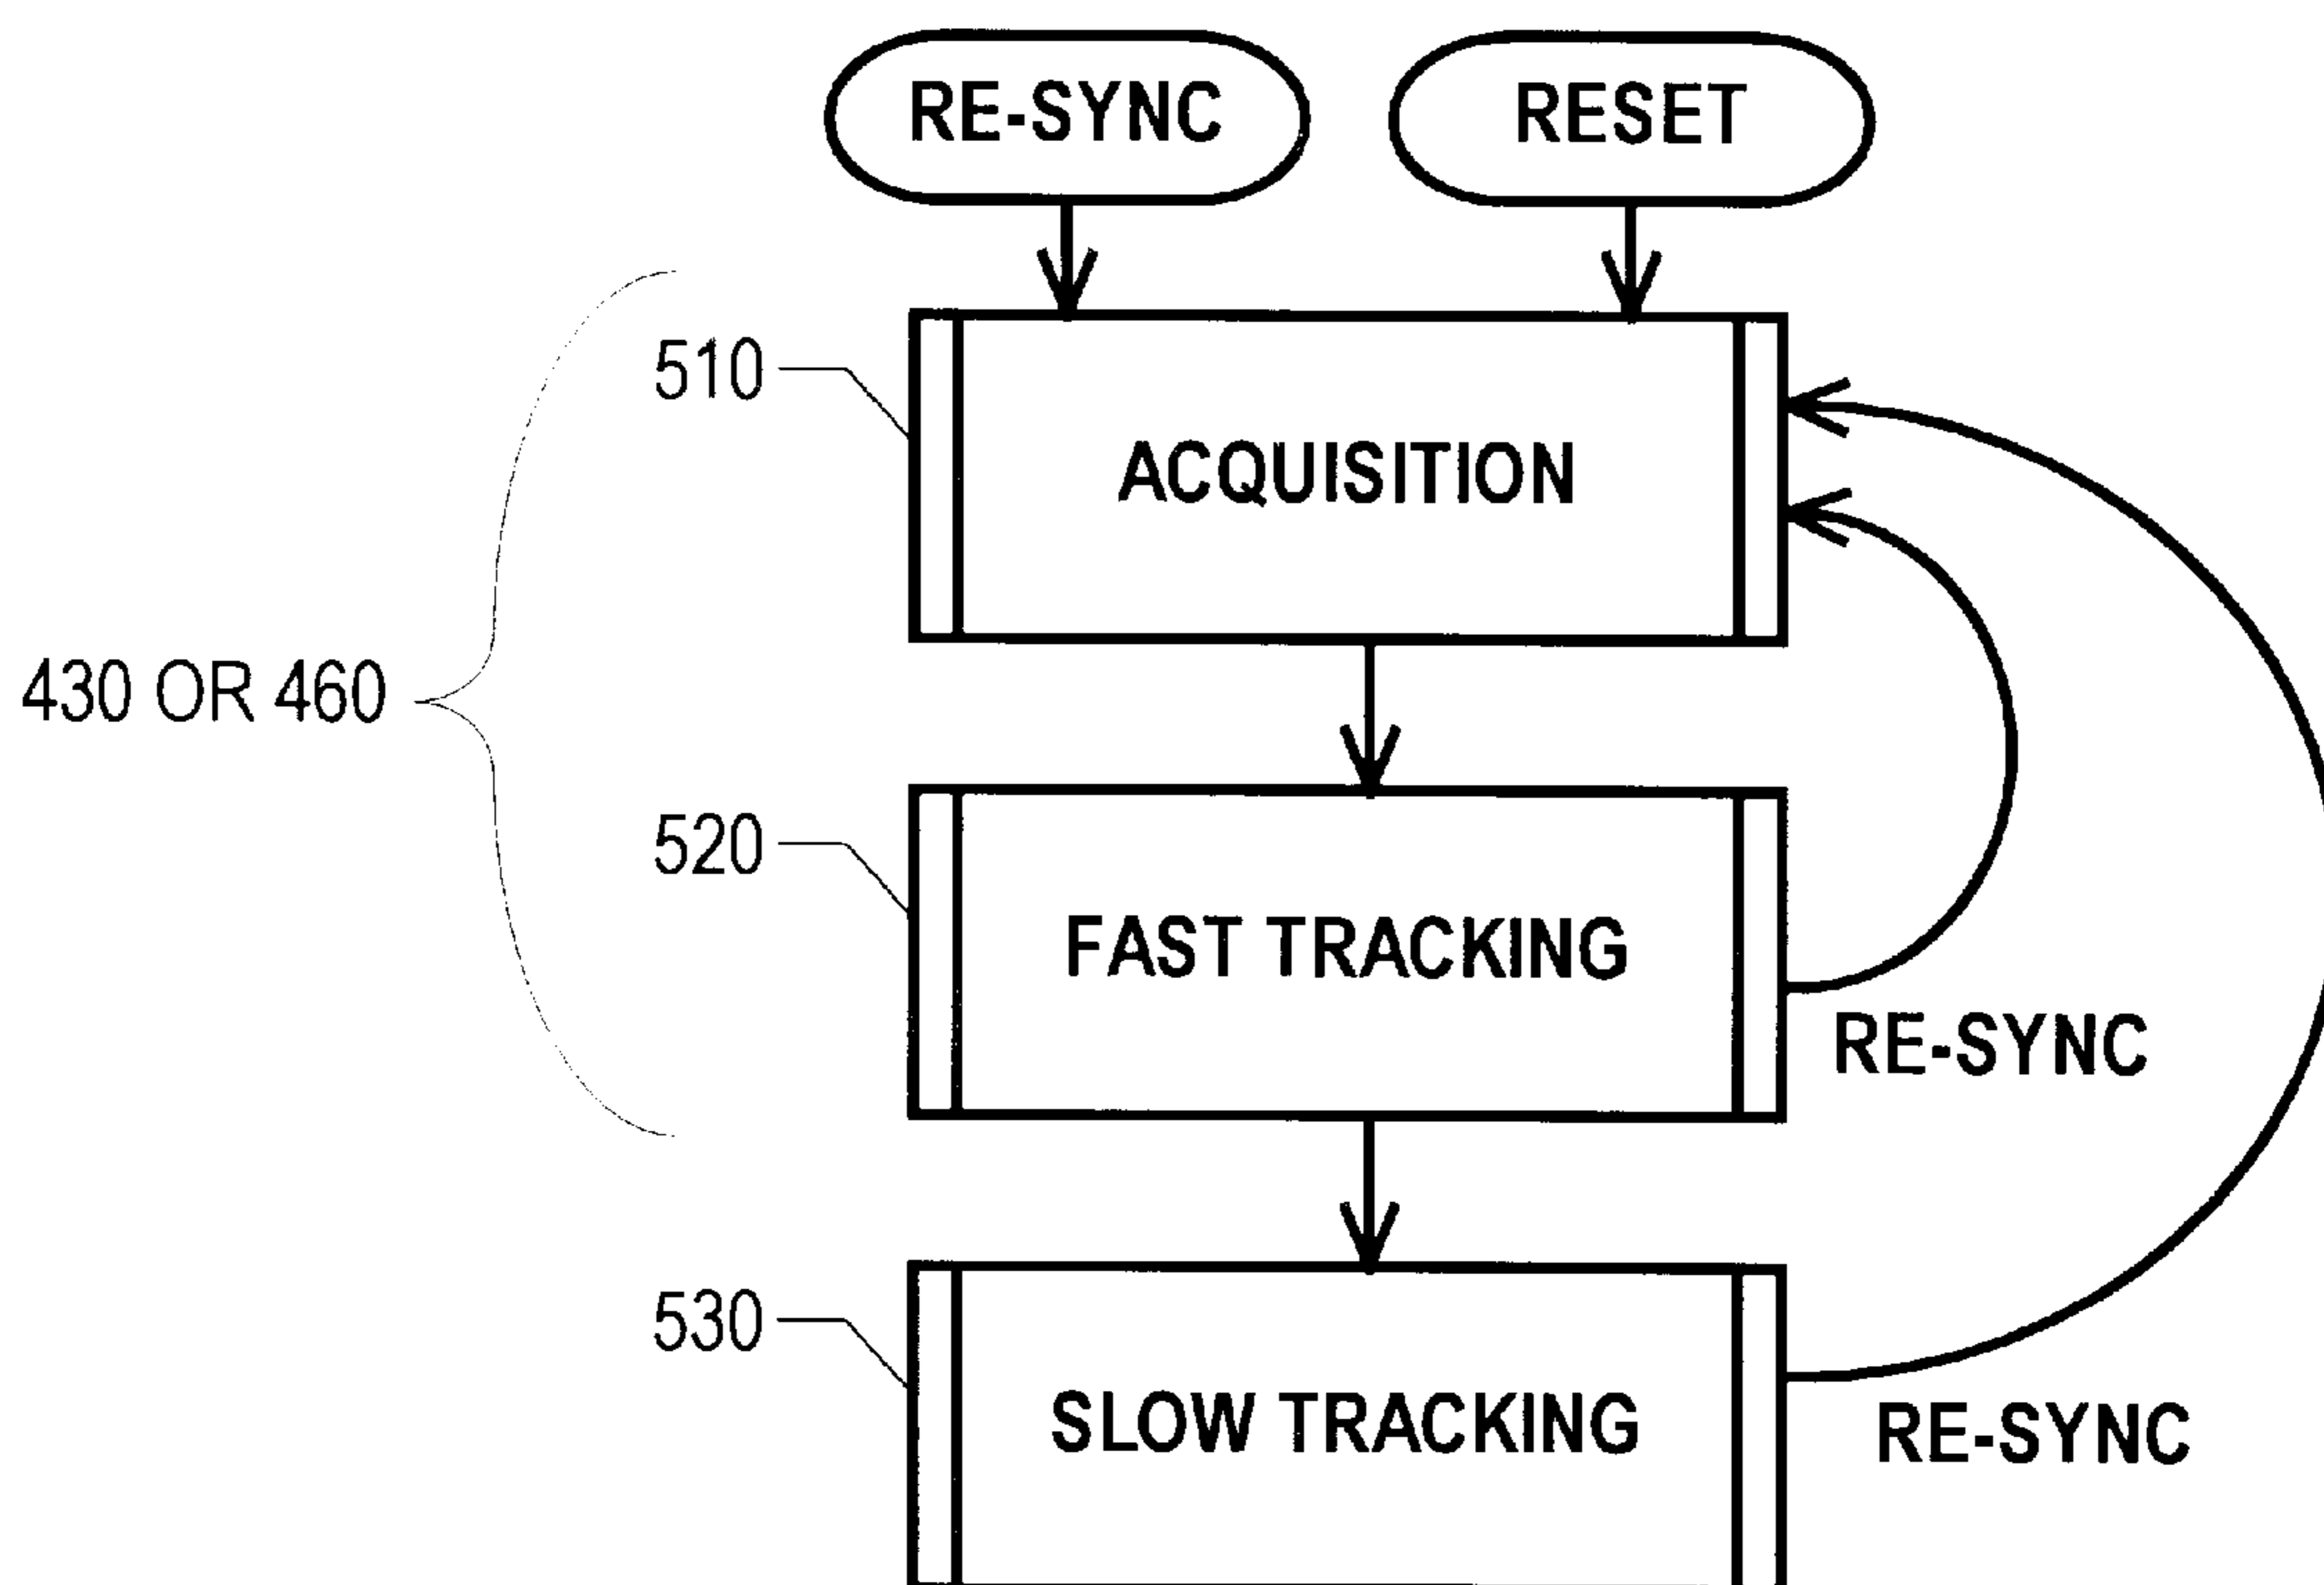 RE-SYNC
RESET
510
ACQUISITION
430 OR 460
520
FAST TRACKING
RE-SYNC
530
SLOW TRACKING
RE-SYNC